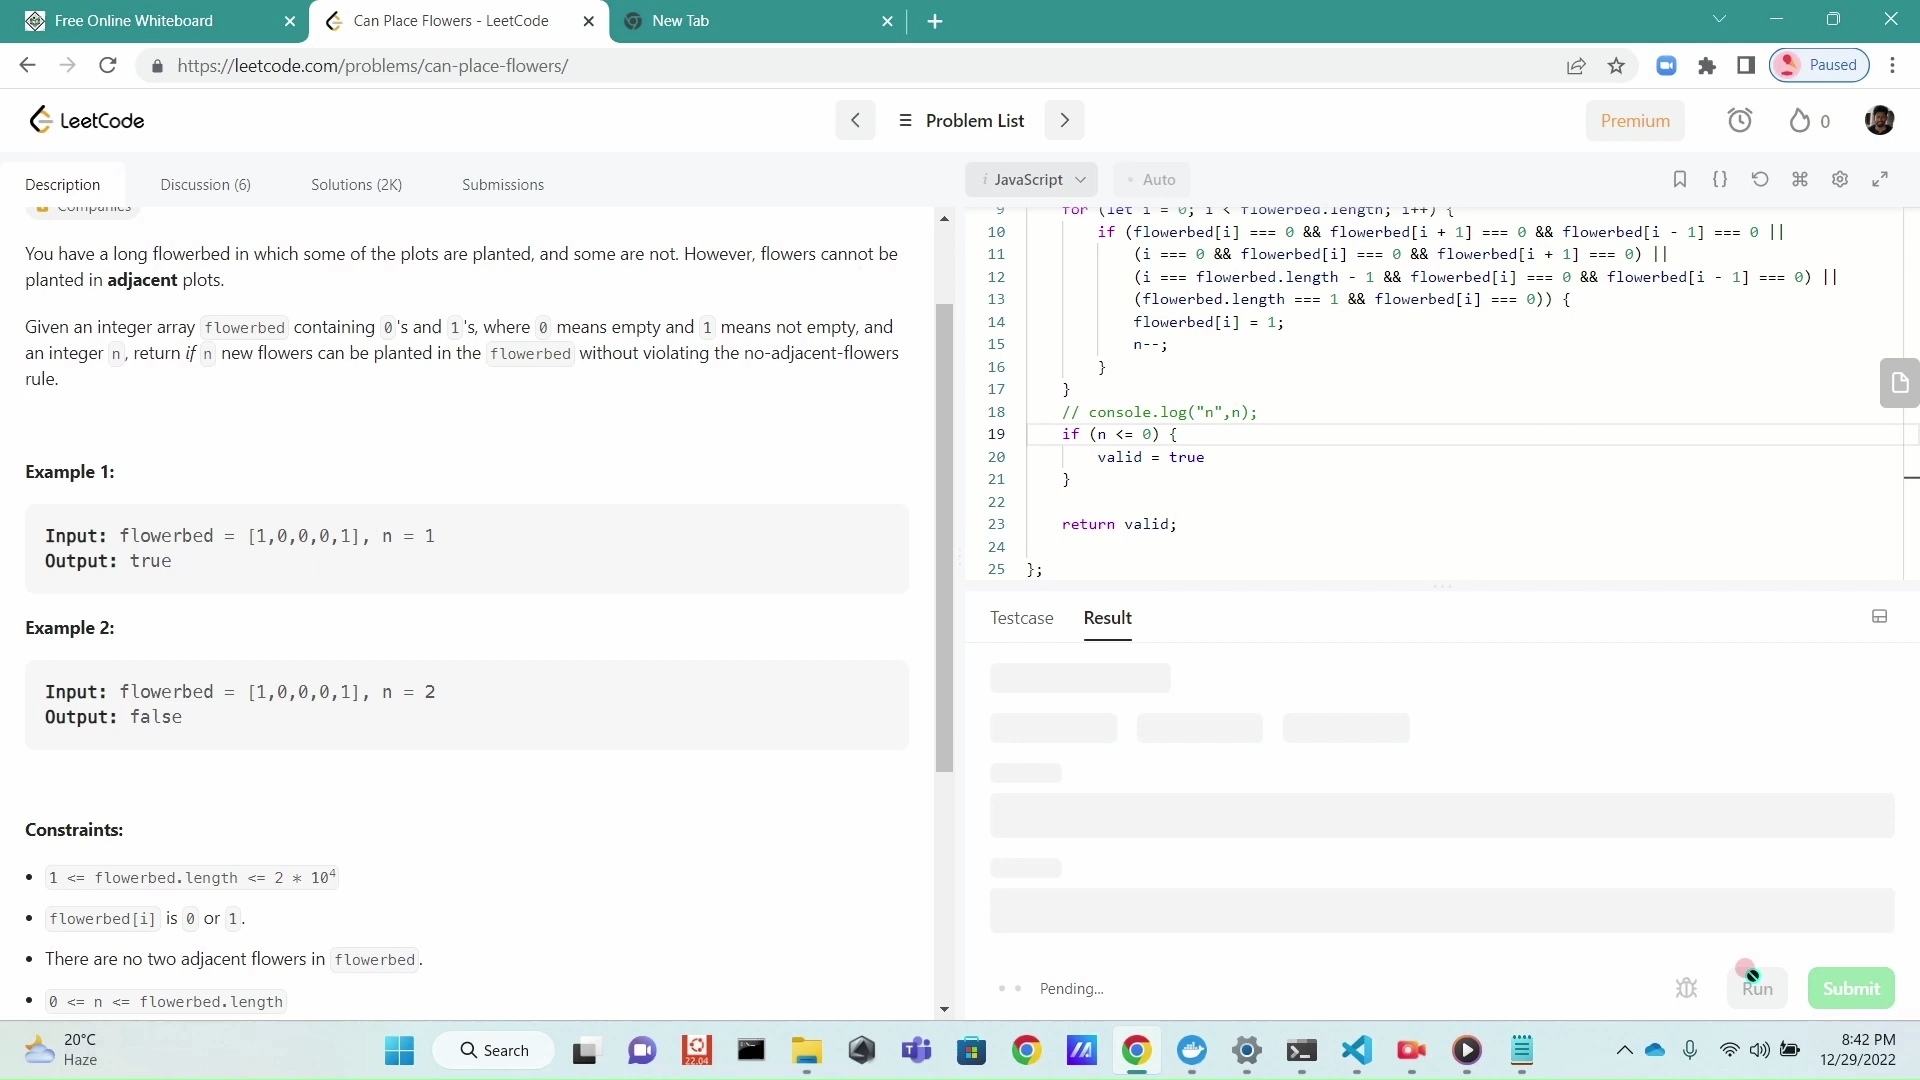 Free Online Whiteboard
Can Place Flowers - LeetCode
New Tab
https://leetcode.com/problems/can-place-flowers/
Paused
LeetCode
Problem List
Premium
0
Description
Discussion (6)
Solutions (2K)
Submissions
Companies
You have a long flowerbed in which some of the plots are planted, and some are not. However, flowers cannot be
planted in adjacent plots.
Given an integer array flowerbed containing 0's and 1's, where 0 means empty and 1 means not empty, and
an integer n, return if n new flowers can be planted in the flowerbed without violating the no-adjacent-flowers
rule.
Example 1:
Input: flowerbed = [1,0,0,0,1], n = 1
Output: true
Example 2:
Input: flowerbed = [1,0,0,0,1], n = 2
Output: false
Constraints:
• 1 <= flowerbed.length <= 2 * 10⁴
• flowerbed[i] is 0 or 1.
• There are no two adjacent flowers in flowerbed.
• 0 <= n <= flowerbed.length
i JavaScript
• Auto
9 for (let i = 0; i < flowerbed.length; i++) {
10 if (flowerbed[i] === 0 && flowerbed[i + 1] === 0 && flowerbed[i - 1] === 0 ||
11 (i === 0 && flowerbed[i] === 0 && flowerbed[i + 1] === 0) ||
12 (i === flowerbed.length - 1 && flowerbed[i] === 0 && flowerbed[i - 1] === 0) ||
13 (flowerbed.length === 1 && flowerbed[i] === 0)) {
14 flowerbed[i] = 1;
15 n--;
16 }
17 }
18 // console.log("n",n);
19 if (n <= 0) {
20 valid = true
21 }
22
23 return valid;
24
25 };
Testcase
Result
Pending...
Run
Submit
20°C
Haze
Search
22.04
8:42 PM
12/29/2022